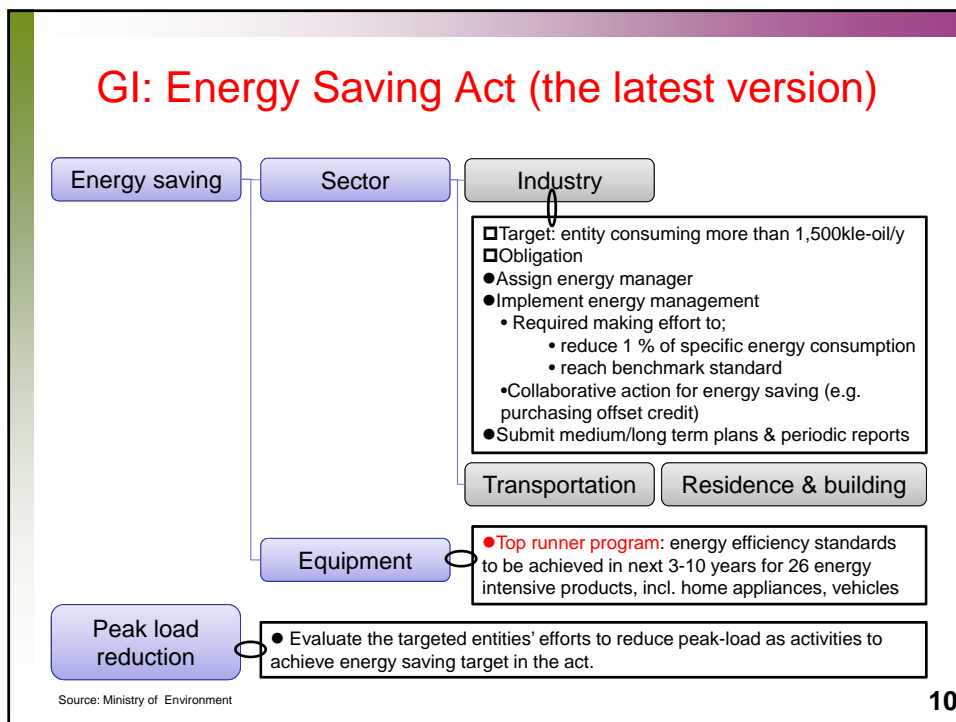 GI: Energy Saving Act (the latest version)
Energy saving
Sector
Industry
Target: entity consuming more than 1,500kle-oil/y
Obligation
●Assign energy manager
●Implement energy management
• Required making effort to;
• reduce 1 % of specific energy consumption
• reach benchmark standard
•Collaborative action for energy saving (e.g.
purchasing offset credit)
●Submit medium/long term plans & periodic reports
Transportation
Residence & building
Equipment
●Top runner program: energy efficiency standards
to be achieved in next 3-10 years for 26 energy
intensive products, incl. home appliances, vehicles
Peak load
reduction
● Evaluate the targeted entities' efforts to reduce peak-load as activities to
achieve energy saving target in the act.
Source: Ministry of Environment
10